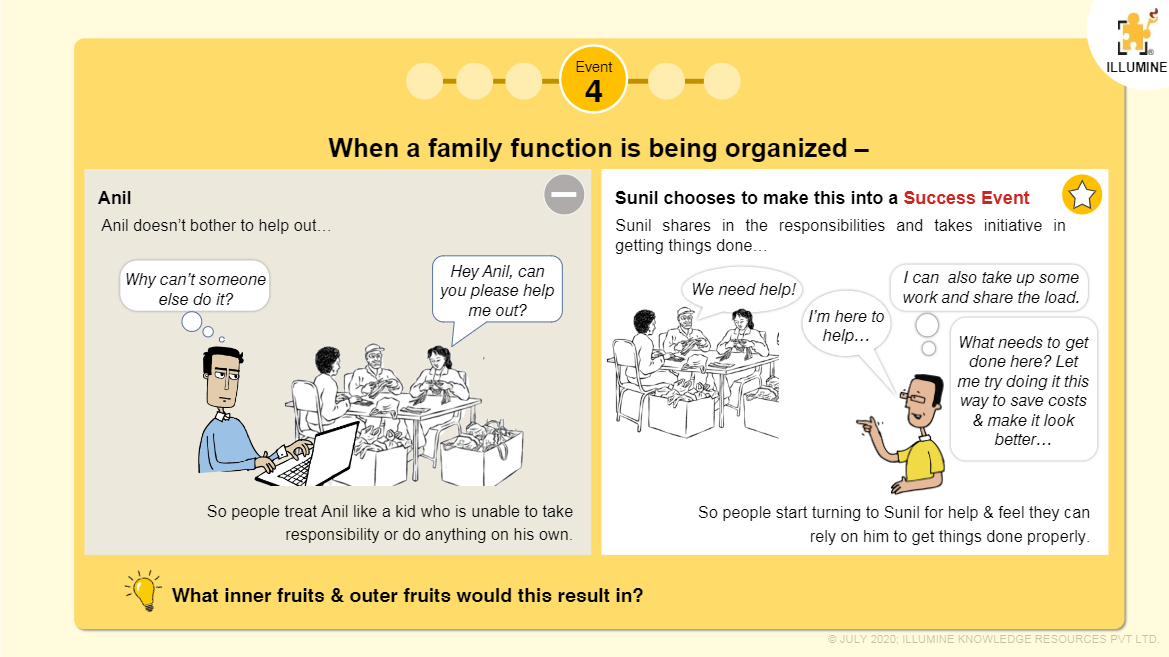 ILLUMINE
Event
4
When a family function is being organized –
Anil
Anil doesn't bother to help out…
Why can't someone
else do it?
Hey Anil, can
you please help
me out?
So people treat Anil like a kid who is unable to take
responsibility or do anything on his own.
Sunil chooses to make this into a Success Event
Sunil shares in the responsibilities and takes initiative in
getting things done…
We need help!
I'm here to
help…
I can also take up some
work and share the load.
What needs to get
done here? Let
me try doing it this
way to save costs
& make it look
better…
So people start turning to Sunil for help & feel they can
rely on him to get things done properly.
What inner fruits & outer fruits would this result in?
© JULY 2020; ILLUMINE KNOWLEDGE RESOURCES PVT LTD.